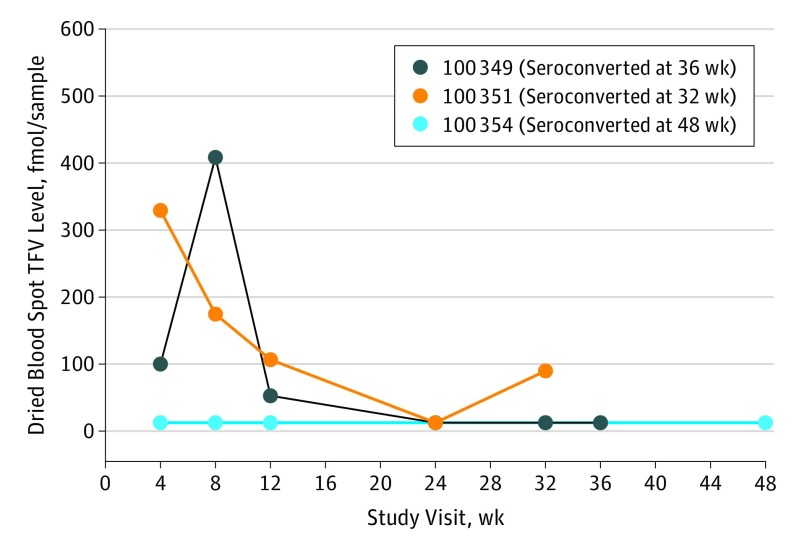 600
500
400
300
200
100
0
Dried Blood Spot TFV Level, fmol/sample
100 349 (Seroconverted at 36 wk)
100 351 (Seroconverted at 32 wk)
100 354 (Seroconverted at 48 wk)
0 4 8 12 16 20 24 28 32 36 40 44 48
Study Visit, wk